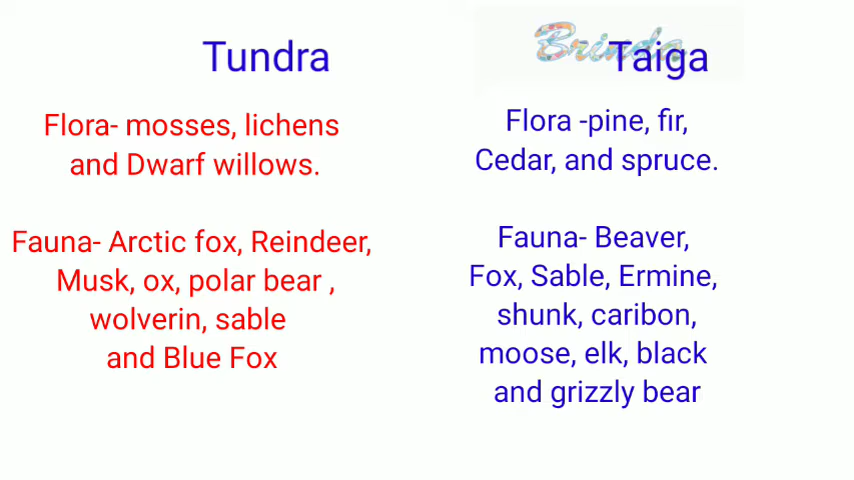 Tundra
Flora- mosses, lichens
and Dwarf willows.
Fauna- Arctic fox, Reindeer,
Musk, ox, polar bear ,
wolverin, sable
and Blue Fox
Brinda
Taiga
Flora -pine, fir,
Cedar, and spruce.
Fauna- Beaver,
Fox, Sable, Ermine,
shunk, caribon,
moose, elk, black
and grizzly bear